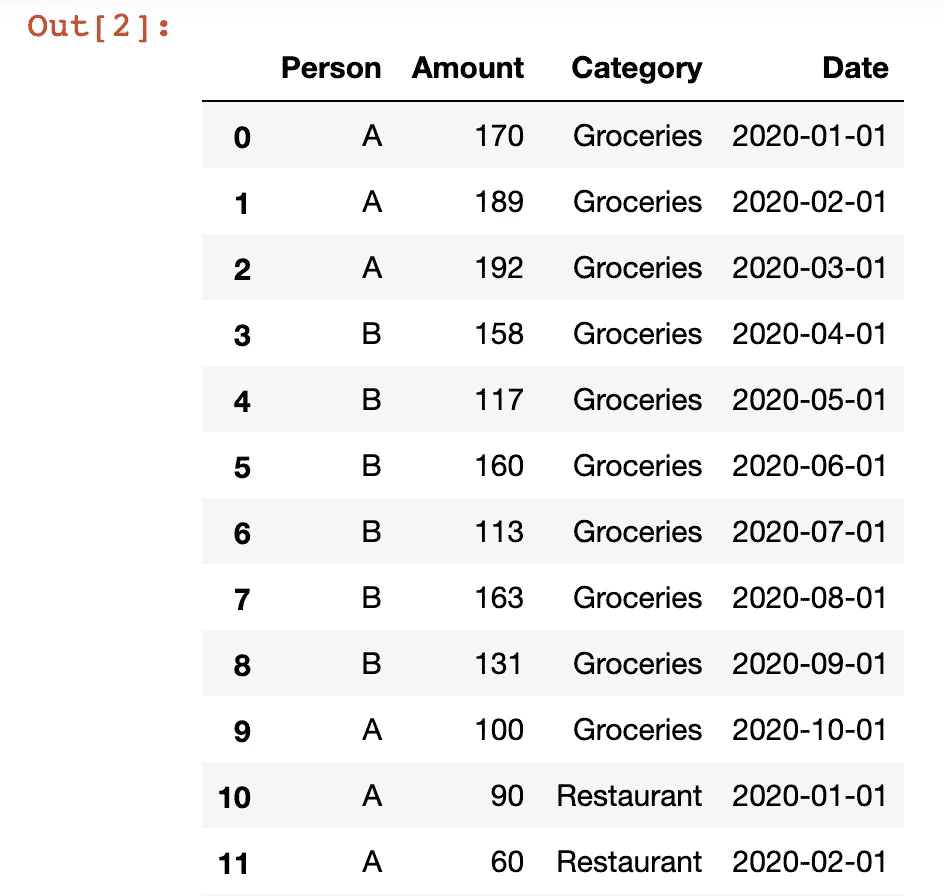 Out[2]:
Person Amount Category Date
0 A 170 Groceries 2020-01-01
1 A 189 Groceries 2020-02-01
2 A 192 Groceries 2020-03-01
3 B 158 Groceries 2020-04-01
4 B 117 Groceries 2020-05-01
5 B 160 Groceries 2020-06-01
6 B 113 Groceries 2020-07-01
7 B 163 Groceries 2020-08-01
8 B 131 Groceries 2020-09-01
9 A 100 Groceries 2020-10-01
10 A 90 Restaurant 2020-01-01
11 A 60 Restaurant 2020-02-01